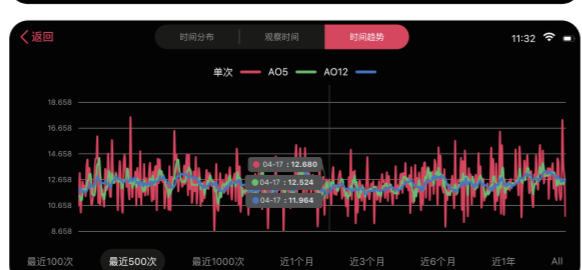 返回
时间分布
观察时间
时间趋势
11:32
单次
AO5
AO12
18.658
16.658
14.658
12.658
10.658
8.658
04-17 : 12.680
04-17 : 12.524
04-17 : 11.964
最近100次
最近500次
最近1000次
近1个月
近3个月
近6个月
近1年
All